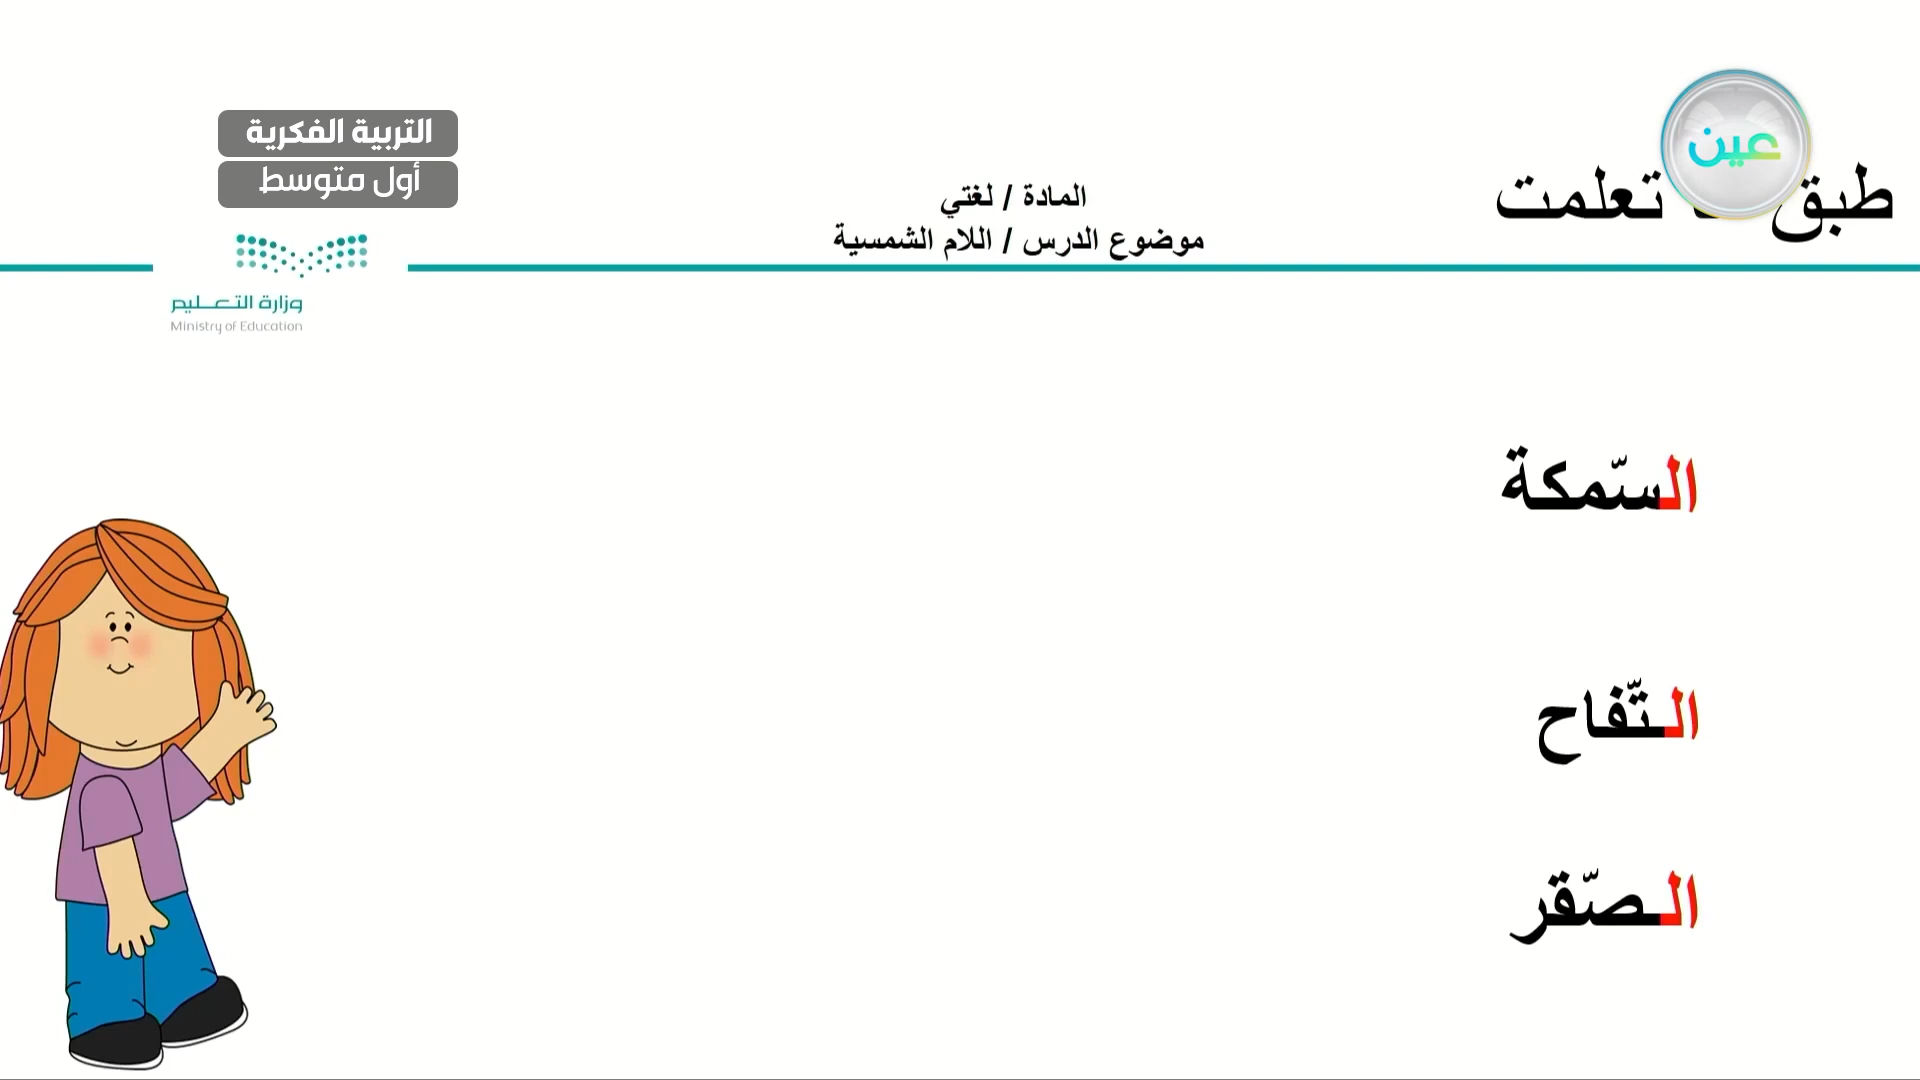 عين
طبق تعلمت
التربية الفكرية
أول متوسط
المادة / لغتي
موضوع الدرس / اللام الشمسية
وزارة التعليم
Ministry of Education
السّمكة
التّفاح
الصّقر